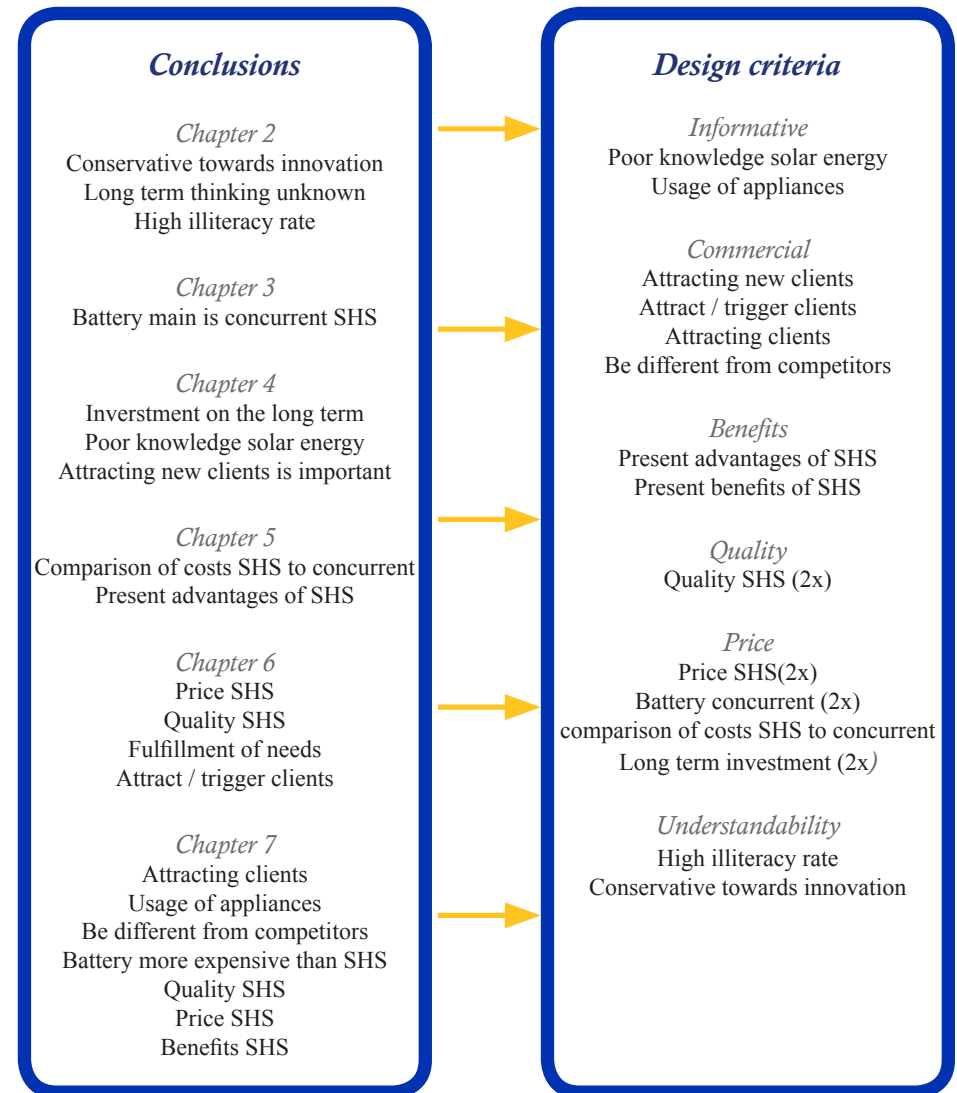 Conclusions
Chapter 2
Conservative towards innovation
Long term thinking unknown
High illiteracy rate
Chapter 3
Battery main is concurrent SHS
Chapter 4
Inverstment on the long term
Poor knowledge solar energy
Attracting new clients is important
Chapter 5
Comparison of costs SHS to concurrent
Present advantages of SHS
Chapter 6
Price SHS
Quality SHS
Fulfillment of needs
Attract / trigger clients
Chapter 7
Attracting clients
Usage of appliances
Be different from competitors
Battery more expensive than SHS
Quality SHS
Price SHS
Benefits SHS
Design criteria
Informative
Poor knowledge solar energy
Usage of appliances
Commercial
Attracting new clients
Attract / trigger clients
Attracting clients
Be different from competitors
Benefits
Present advantages of SHS
Present benefits of SHS
Quality
Quality SHS (2x)
Price
Price SHS(2x)
Battery concurrent (2x)
comparison of costs SHS to concurrent
Long term investment (2x)
Understandability
High illiteracy rate
Conservative towards innovation